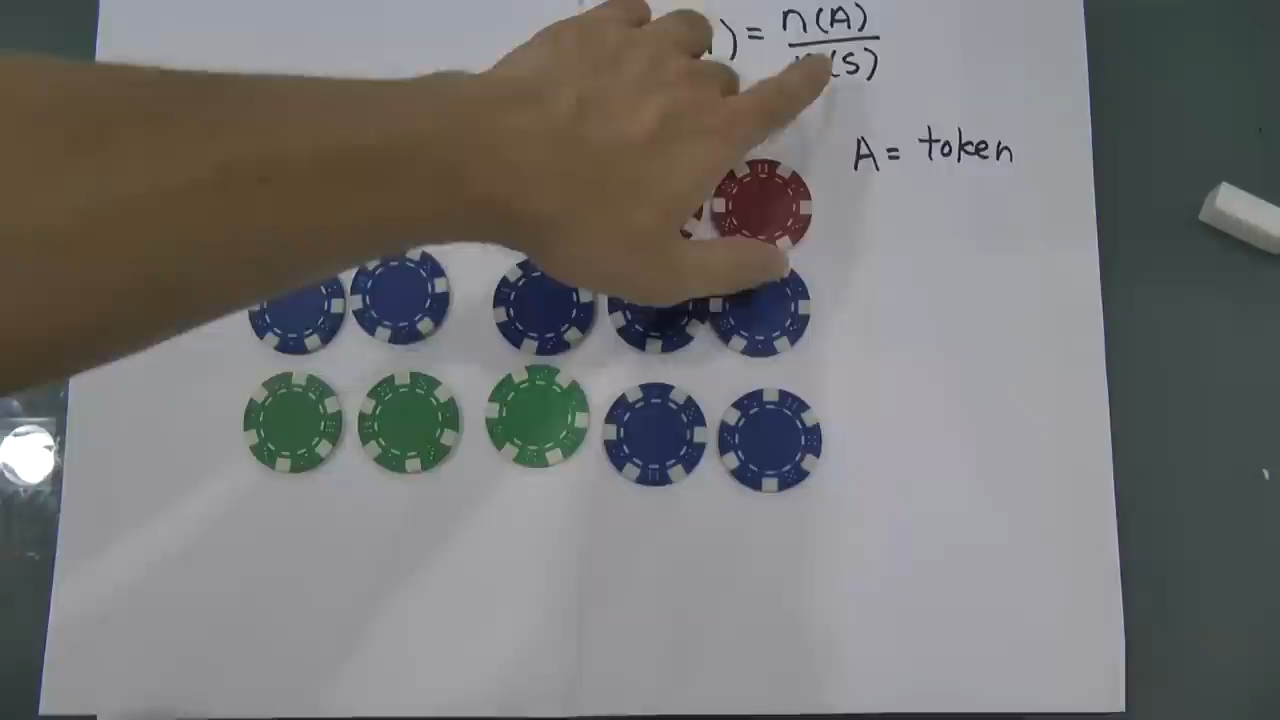 ) = n(A)
(S)
A = token